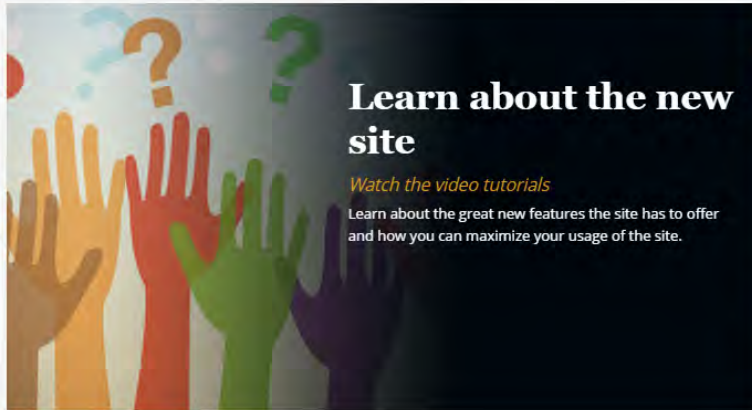 ? ? ?
Learn about the new
site
Watch the video tutorials
Learn about the great new features the site has to offer
and how you can maximize your usage of the site.